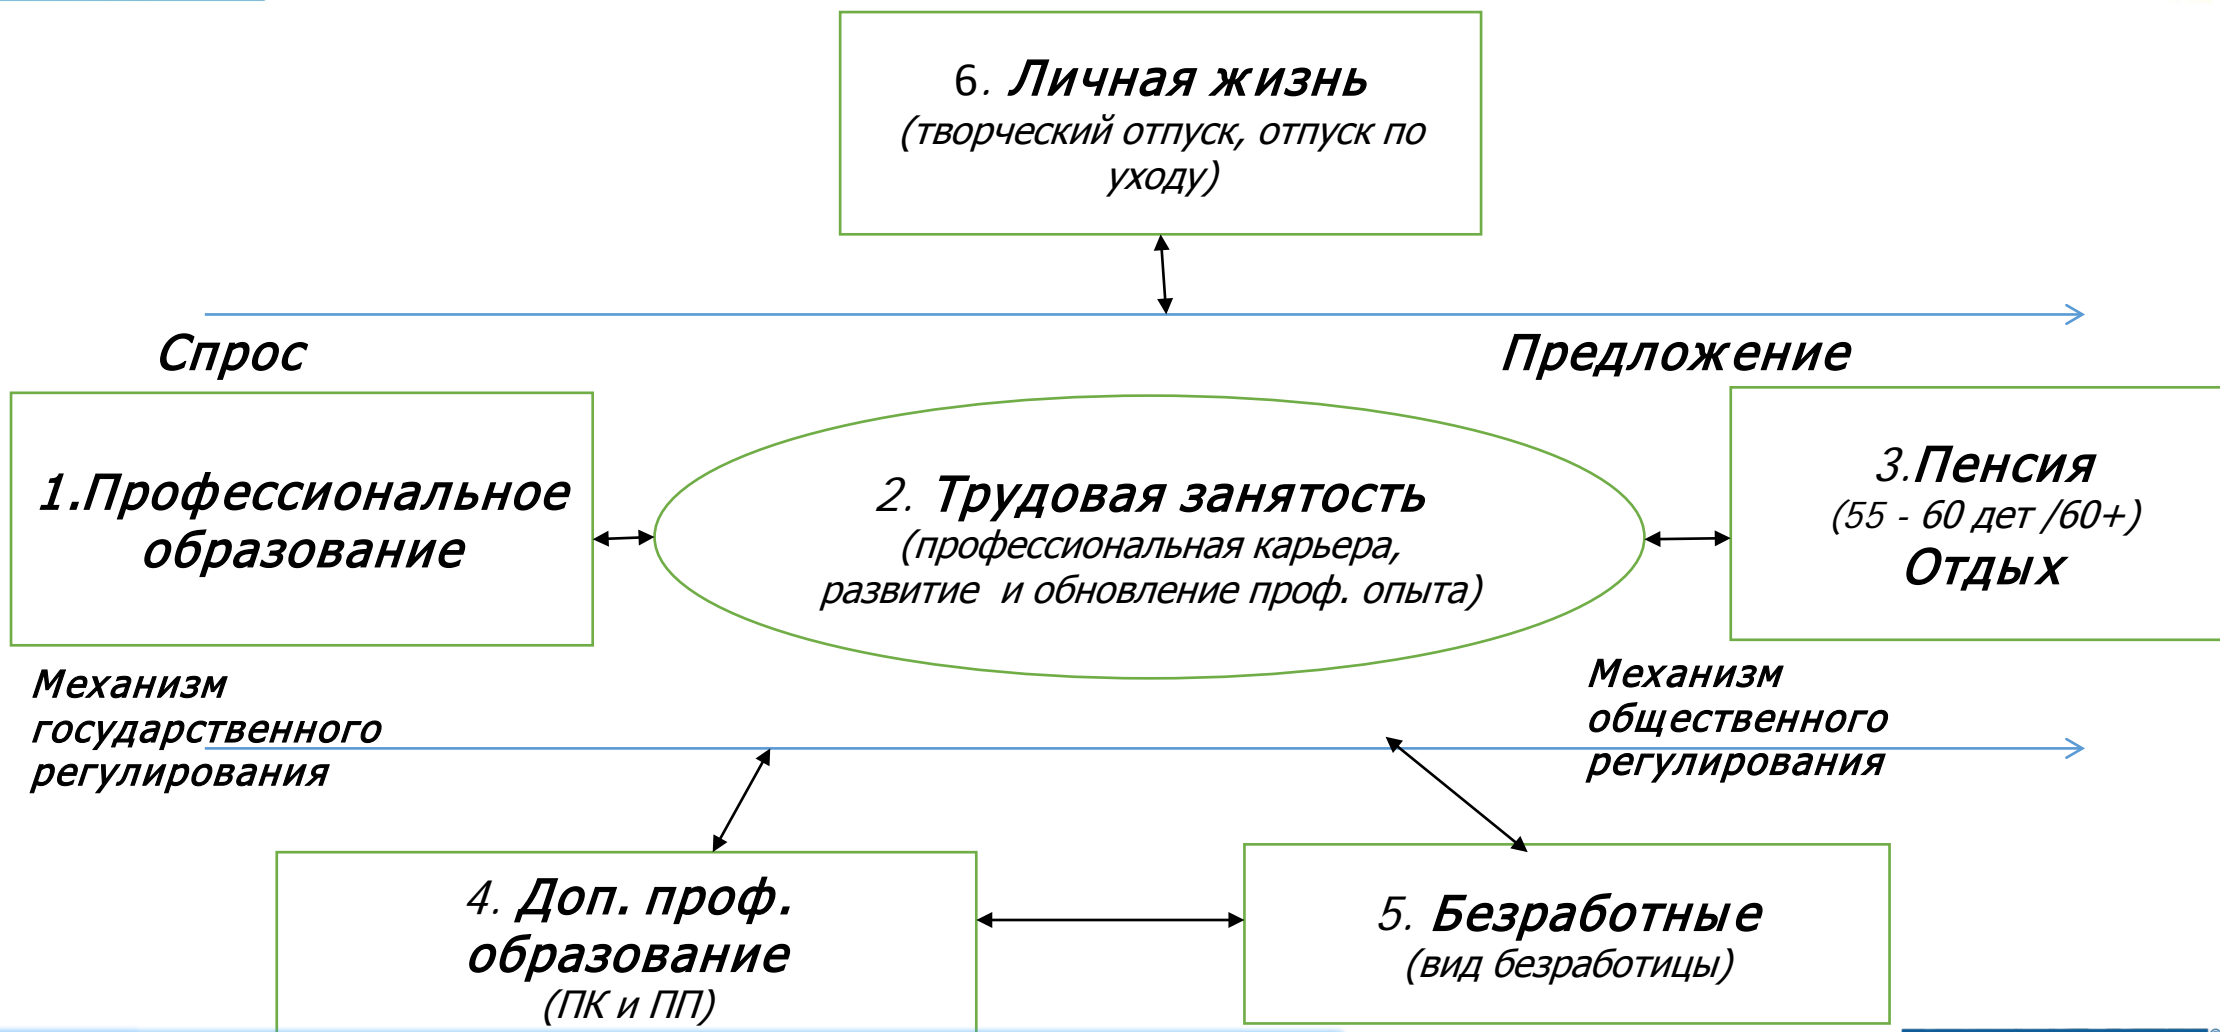 6. Личная жизнь
(творческий отпуск, отпуск по
уходу)
Спрос
Предложение
1.Профессиональное
образование
2. Трудовая занятость
(профессиональная карьера,
развитие и обновление проф. опыта)
3.Пенсия
(55 - 60 дет /60+)
Отдых
Механизм
государственного
регулирования
Механизм
общественного
регулирования
4. Доп. проф.
образование
(ПК и ПП)
5. Безработные
(вид безработицы)